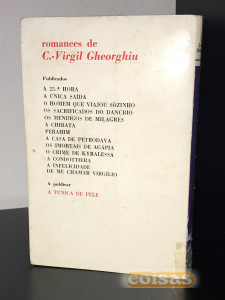 romances de
C.-Virgil Gheorghiu
Publicados
A 25.ª HORA
A ÚNICA SAÍDA
O HOMEM QUE VIAJOU SÒZINHO
OS SACRIFICADOS DO DANÚBIO
OS MENDIGOS DE MILAGRES
A CHIBATA
PERAHIM
A CASA DE PETRODAVA
OS IMORTAIS DE AGAPIA
O CRIME DE KYRALESSA
A CONDOTTIERA
A INFELICIDADE
DE ME CHAMAR VIRGÍLIO
A publicar
A TÚNICA DE PELE
coisas